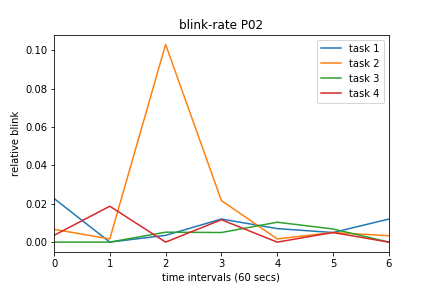 blink-rate P02
task 1
task 2
task 3
task 4
relative blink
0.10
0.08
0.06
0.04
0.02
0.00
0 1 2 3 4 5 6
time intervals (60 secs)